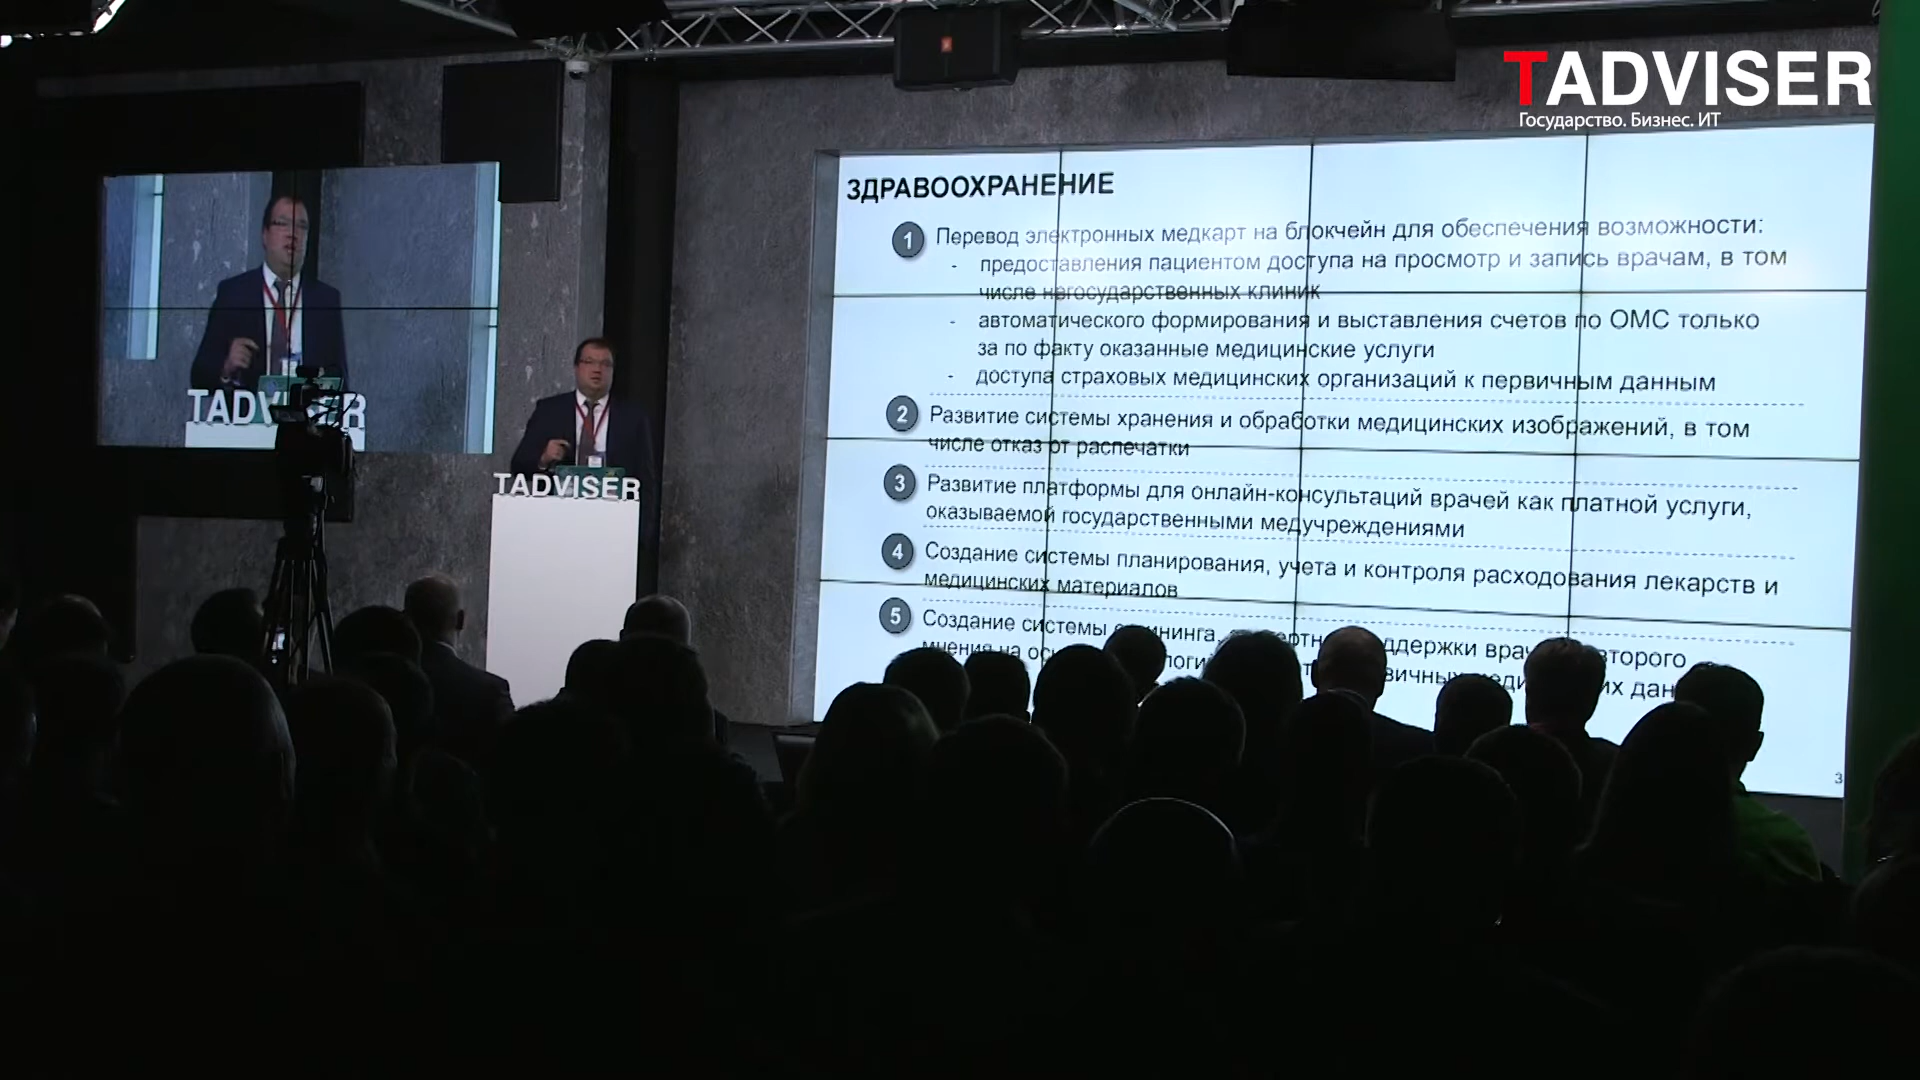 TADVISER
Государство. Бизнес. ИТ
ЗДРАВООХРАНЕНИЕ
1 Перевод электронных медкарт на блокчейн для обеспечения возможности:
- предоставления пациентом доступа на просмотр и запись врачам, в том
числе негосударственных клиник
- автоматического формирования и выставления счетов по ОМС только
за по факту оказанные медицинские услуги
- доступа страховых медицинских организаций к первичным данным
2 Развитие системы хранения и обработки медицинских изображений, в том
числе отказ от распечатки
3 Развитие платформы для онлайн-консультаций врачей как платной услуги,
оказываемой государственными медучреждениями
4 Создание системы планирования, учета и контроля расходования лекарств и
медицинских материалов
5 Создание системы второго
мнения на
3
TADVISER
TADVISER